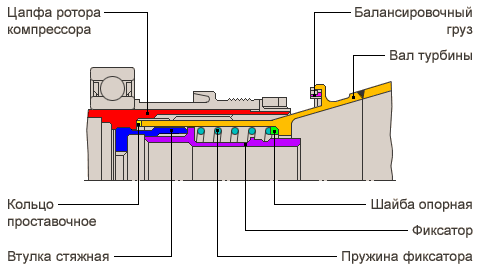 Цапфа ротора
компрессора
Балансировочный
груз
Вал турбины
Кольцо
проставочное
Втулка стяжная
Шайба опорная
Фиксатор
Пружина фиксатора